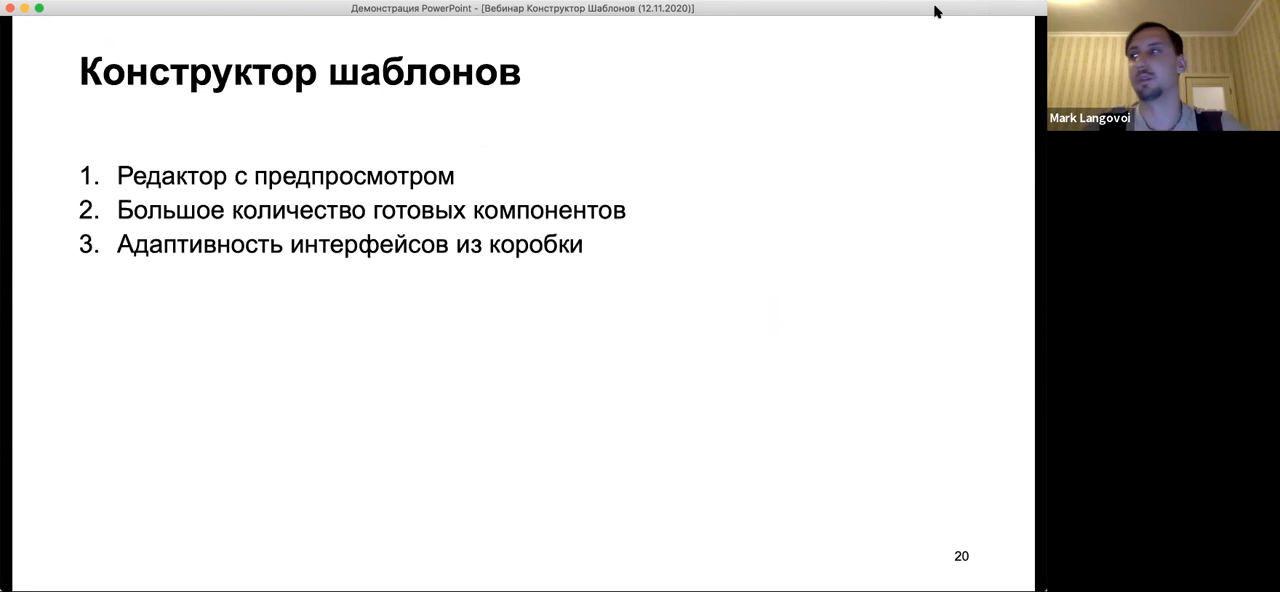 Демонстрация PowerPoint - [Вебинар Конструктор Шаблонов (12.11.2020)]
Конструктор шаблонов
1. Редактор с предпросмотром
2. Большое количество готовых компонентов
3. Адаптивность интерфейсов из коробки
20
Mark Langovoi